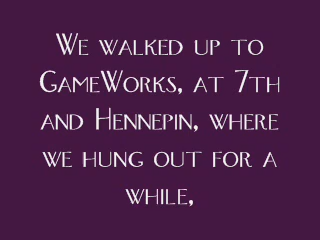 We walked up to
GameWorks, at 7th
and Hennepin, where
we hung out for a
while,